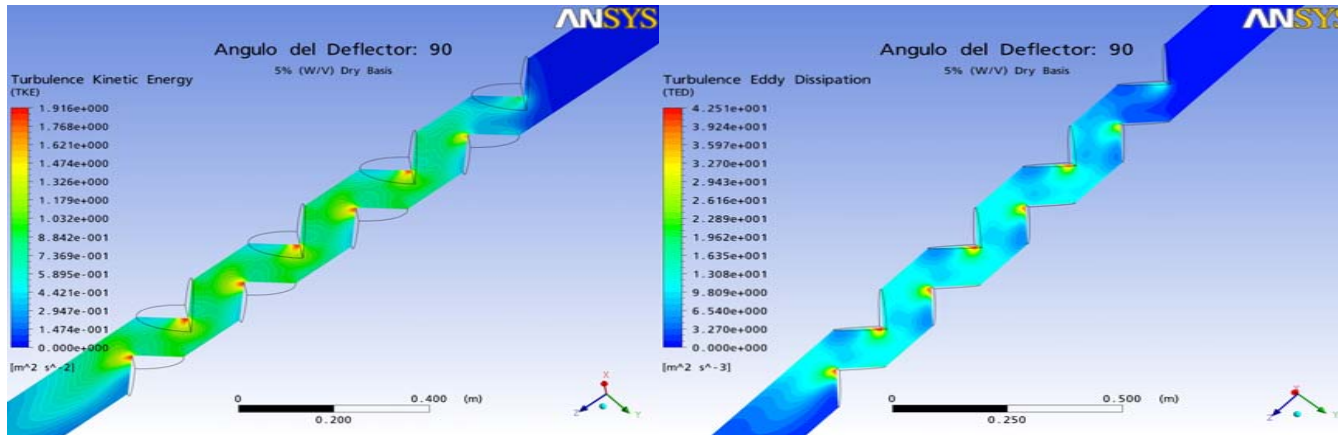 ANSYS
Angulo del Deflector: 90
5% (W/V) Dry Basis
Turbulence Kinetic Energy
(TKE)
1.916e+000
1.768e+000
1.621e+000
1.474e+000
1.326e+000
1.179e+000
1.032e+000
8.842e-001
7.369e-001
5.895e-001
4.421e-001
2.947e-001
1.474e-001
0.000e+000
[m^2 s^-2]
0 0.400 (m)
0.200
X
Z Y
ANSYS
Angulo del Deflector: 90
5% (W/V) Dry Basis
Turbulence Eddy Dissipation
(TED)
4.251e+001
3.924e+001
3.597e+001
3.270e+001
2.943e+001
2.616e+001
2.289e+001
1.962e+001
1.635e+001
1.308e+001
9.809e+000
6.540e+000
3.270e+000
0.000e+000
[m^2 s^-3]
0 0.500 (m)
0.250
X
Z Y